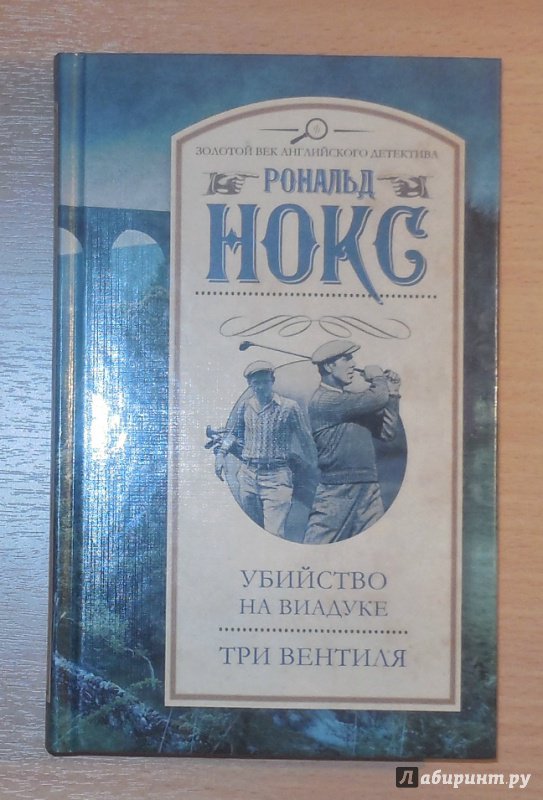 ЗОЛОТОЙ ВЕК АНГЛИЙСКОГО ДЕТЕКТИВА
РОНАЛЬД
НОКС
УБИЙСТВО
НА ВИАДУКЕ
ТРИ ВЕНТИЛЯ
Лабиринт.ру